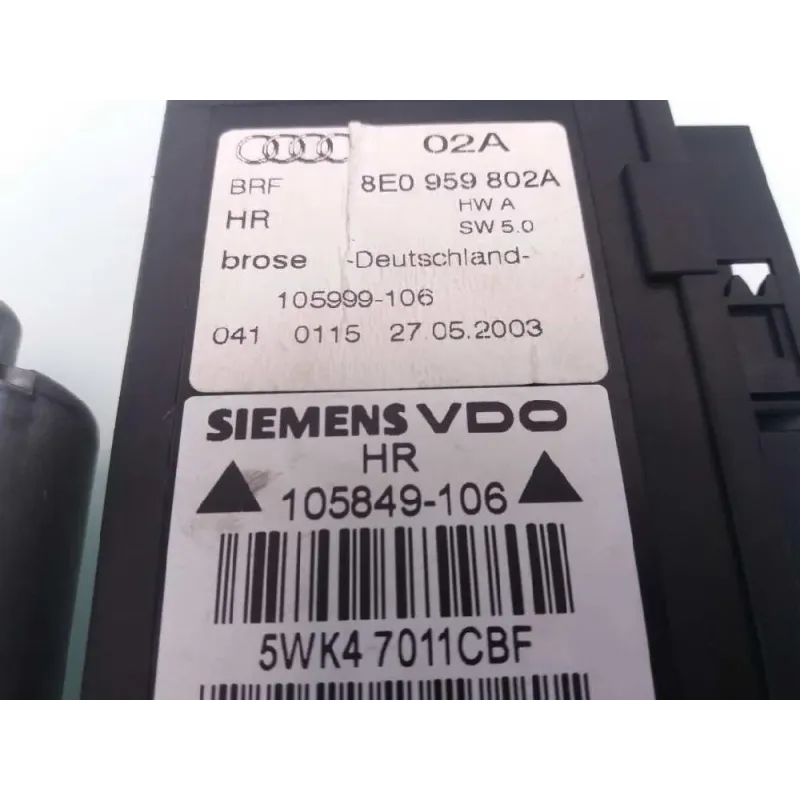 02A
BRF 8E0 959 802A
HR HW A
SW 5.0
brose -Deutschland-
105999-106
041 0115 27.05.2003
SIEMENS VDO
HR
105849-106
5WK4 7011CBF